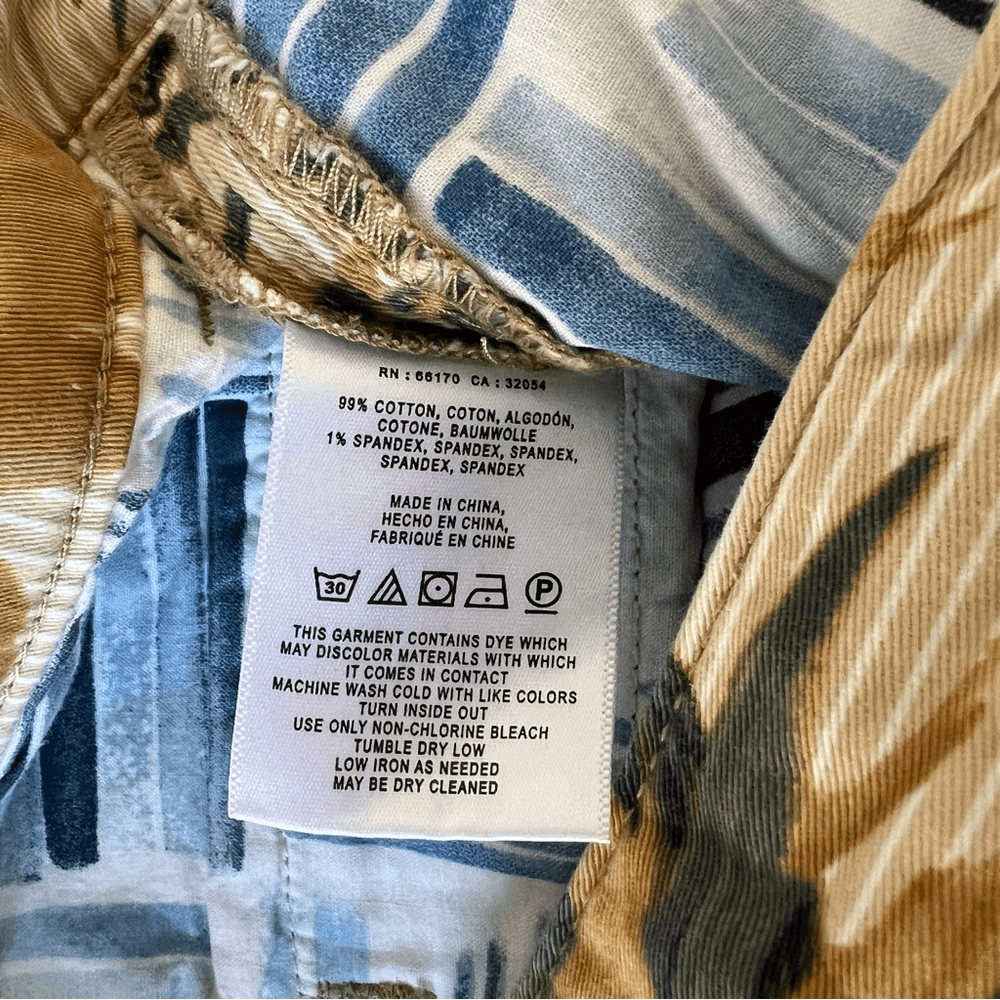 RN : 66170 CA : 32054
99% COTTON, COTON, ALGODÓN,
COTONE, BAUMWOLLE
1% SPANDEX, SPANDEX, SPANDEX,
SPANDEX, SPANDEX
MADE IN CHINA,
HECHO EN CHINA,
FABRIQUÉ EN CHINE
30 P
THIS GARMENT CONTAINS DYE WHICH
MAY DISCOLOR MATERIALS WITH WHICH
IT COMES IN CONTACT
MACHINE WASH COLD WITH LIKE COLORS
TURN INSIDE OUT
USE ONLY NON-CHLORINE BLEACH
TUMBLE DRY LOW
LOW IRON AS NEEDED
MAY BE DRY CLEANED